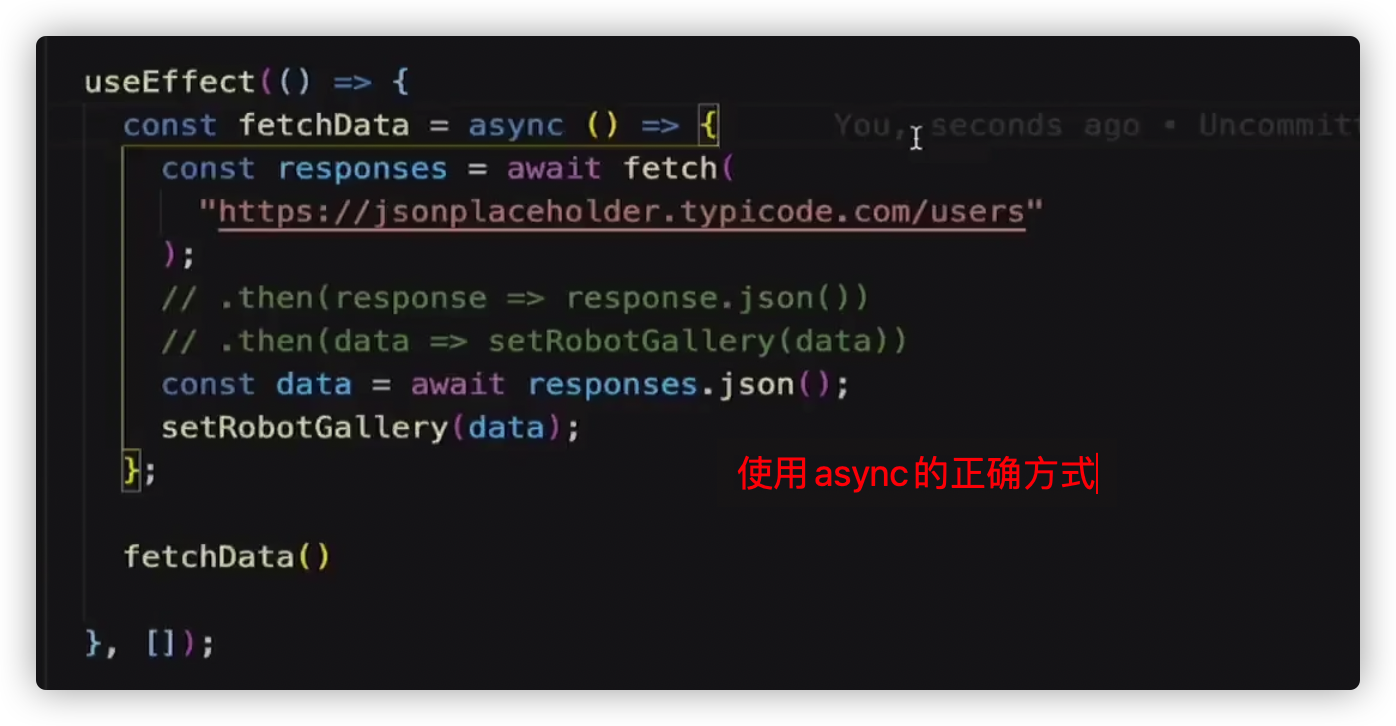 useEffect(() => {
const fetchData = async () => {
You, seconds ago • Uncommitt
const responses = await fetch(
"https://jsonplaceholder.typicode.com/users"
);
// .then(response => response.json())
// .then(data => setRobotGallery(data))
const data = await responses.json();
setRobotGallery(data);
};
使用async的正确方式
fetchData()
}, []);